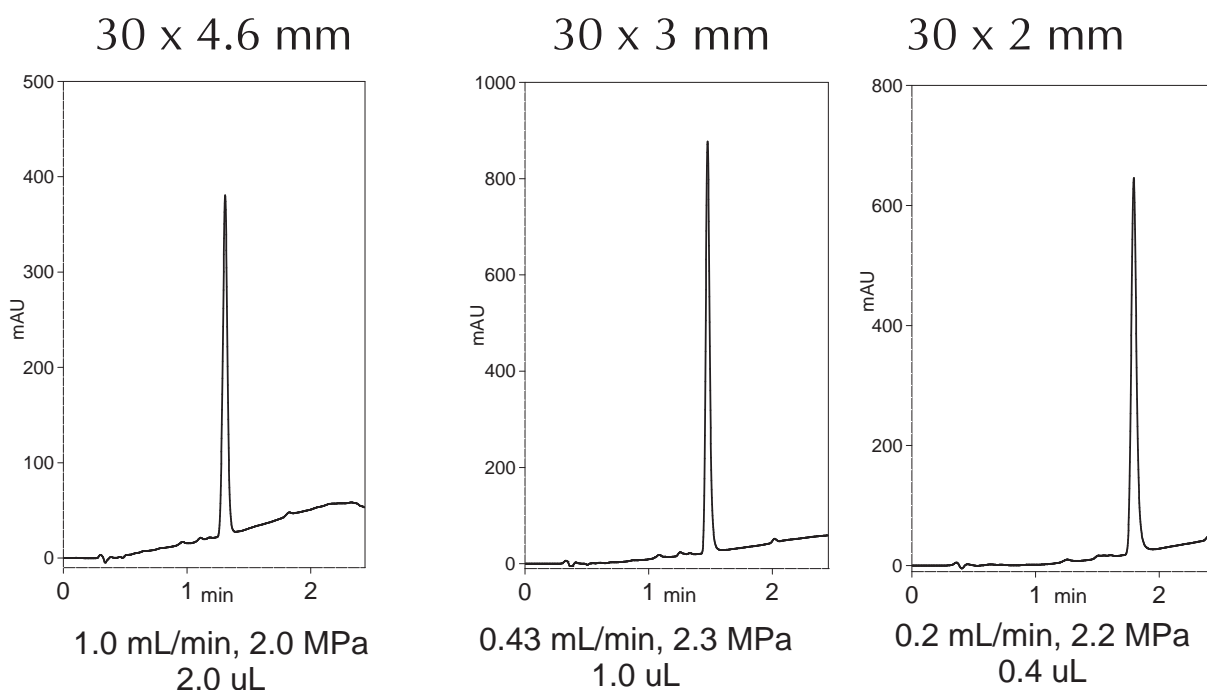 30 x 4.6 mm
500
400
300
200
100
0
mAU
0
1
min
2
1.0 mL/min, 2.0 MPa
2.0 uL
30 x 3 mm
1000
800
600
400
200
0
mAU
0
1
min
2
0.43 mL/min, 2.3 MPa
1.0 uL
30 x 2 mm
800
600
400
200
0
mAU
0
1
min
2
0.2 mL/min, 2.2 MPa
0.4 uL